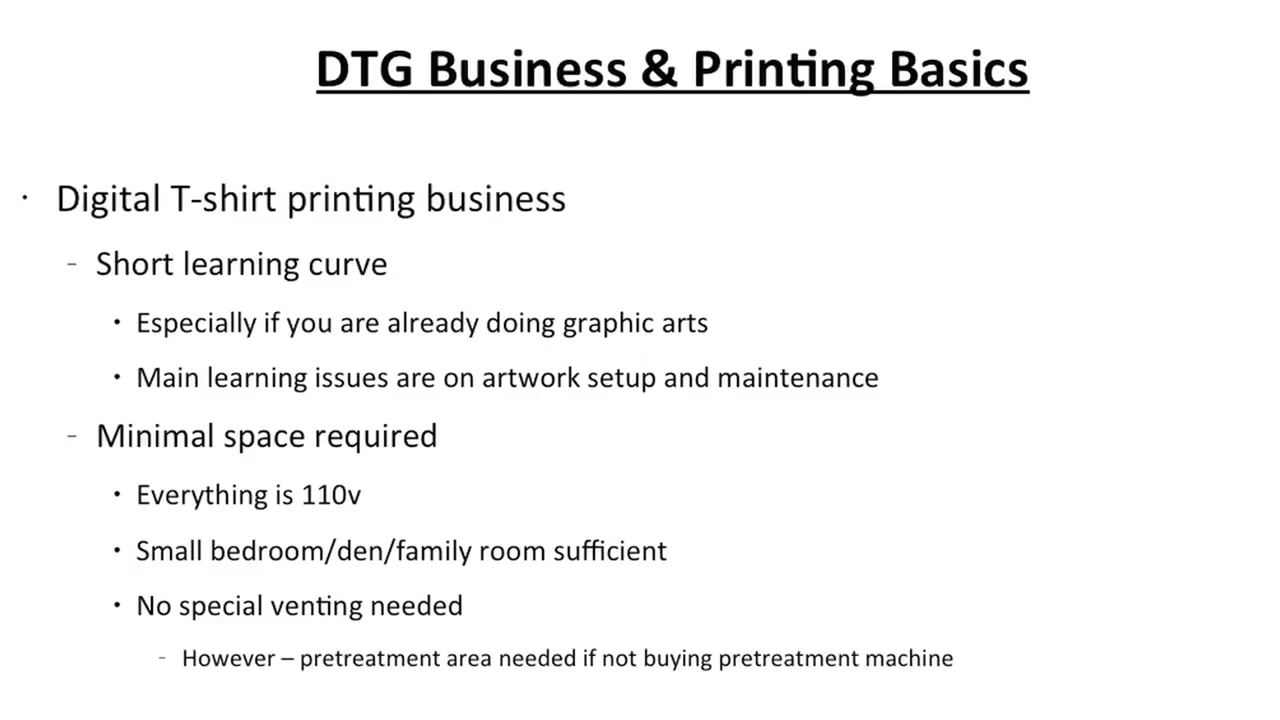 DTG Business & Printing Basics
· Digital T-shirt printing business
– Short learning curve
• Especially if you are already doing graphic arts
• Main learning issues are on artwork setup and maintenance
– Minimal space required
• Everything is 110v
• Small bedroom/den/family room sufficient
• No special venting needed
– However – pretreatment area needed if not buying pretreatment machine